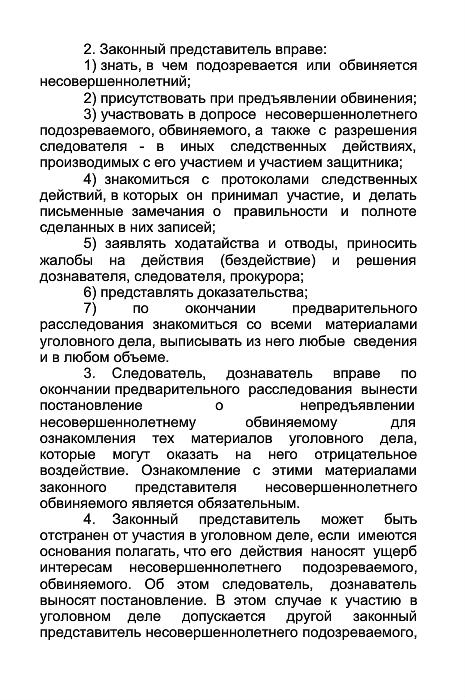 2. Законный представитель вправе:
1) знать, в чем подозревается или обвиняется
несовершеннолетний;
2) присутствовать при предъявлении обвинения;
3) участвовать в допросе несовершеннолетнего
подозреваемого, обвиняемого, а также с разрешения
следователя - в иных следственных действиях,
производимых с его участием и участием защитника;
4) знакомиться с протоколами следственных
действий, в которых он принимал участие, и делать
письменные замечания о правильности и полноте
сделанных в них записей;
5) заявлять ходатайства и отводы, приносить
жалобы на действия (бездействие) и решения
дознавателя, следователя, прокурора;
6) представлять доказательства;
7) по окончании предварительного
расследования знакомиться со всеми материалами
уголовного дела, выписывать из него любые сведения
и в любом объеме.
3. Следователь, дознаватель вправе по
окончании предварительного расследования вынести
постановление о непредъявлении
несовершеннолетнему обвиняемому для
ознакомления тех материалов уголовного дела,
которые могут оказать на него отрицательное
воздействие. Ознакомление с этими материалами
законного представителя несовершеннолетнего
обвиняемого является обязательным.
4. Законный представитель может быть
отстранен от участия в уголовном деле, если имеются
основания полагать, что его действия наносят ущерб
интересам несовершеннолетнего подозреваемого,
обвиняемого. Об этом следователь, дознаватель
выносят постановление. В этом случае к участию в
уголовном деле допускается другой законный
представитель несовершеннолетнего подозреваемого,